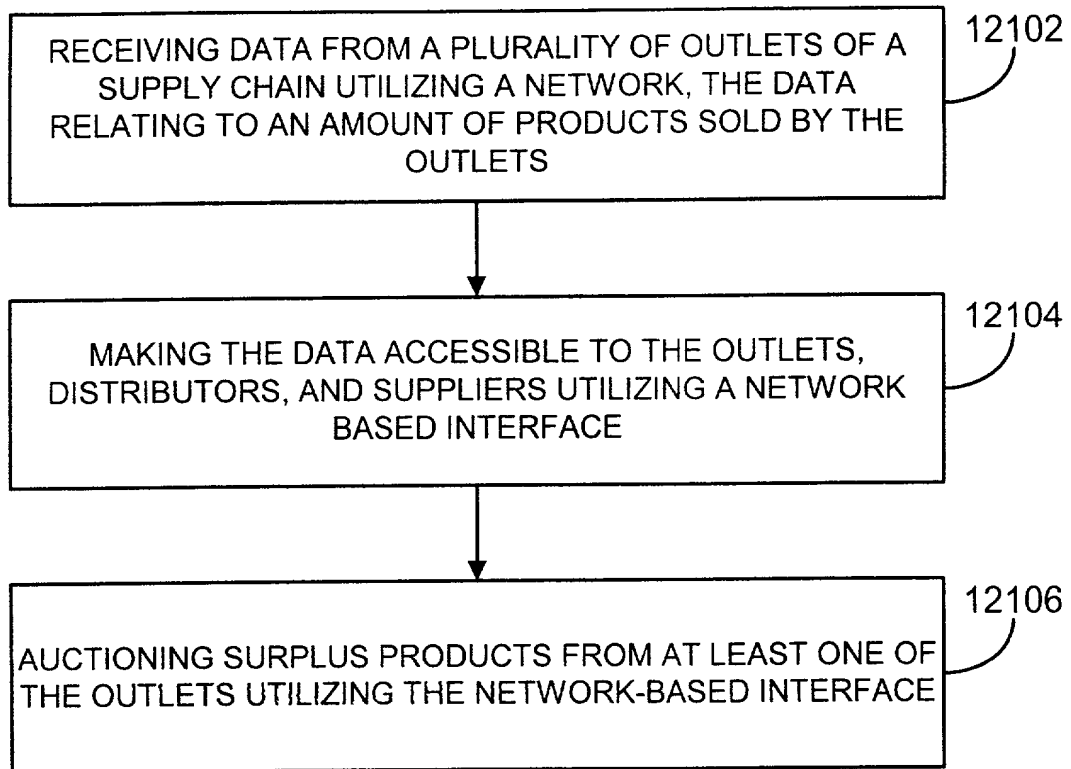 12102
RECEIVING DATA FROM A PLURALITY OF OUTLETS OF A
SUPPLY CHAIN UTILIZING A NETWORK, THE DATA
RELATING TO AN AMOUNT OF PRODUCTS SOLD BY THE
OUTLETS
12104
MAKING THE DATA ACCESSIBLE TO THE OUTLETS,
DISTRIBUTORS, AND SUPPLIERS UTILIZING A NETWORK
BASED INTERFACE
12106
AUCTIONING SURPLUS PRODUCTS FROM AT LEAST ONE OF
THE OUTLETS UTILIZING THE NETWORK-BASED INTERFACE